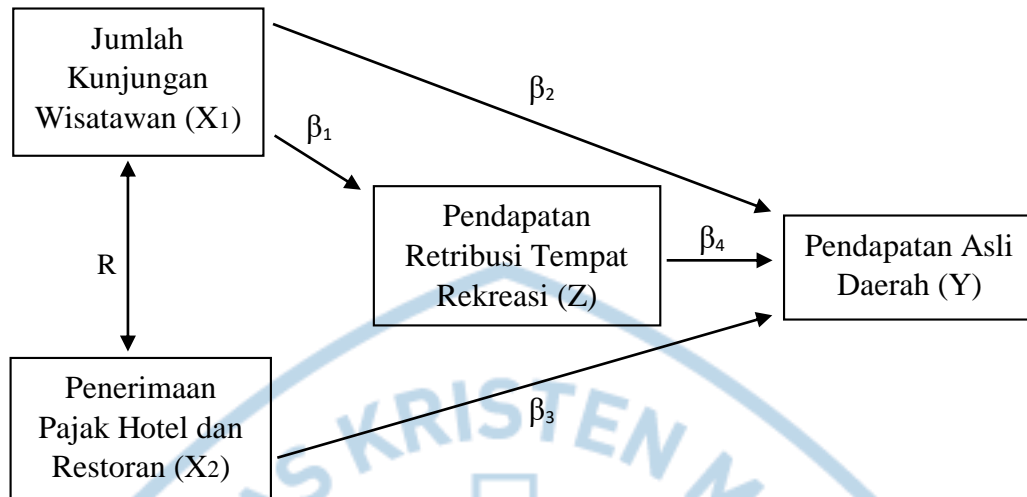 Jumlah
Kunjungan
Wisatawan (X1)
β2
β1
R
Pendapatan
Retribusi Tempat
Rekreasi (Z)
β4
Pendapatan Asli
Daerah (Y)
Penerimaan
Pajak Hotel dan
Restoran (X2)
β3
KRISTEN